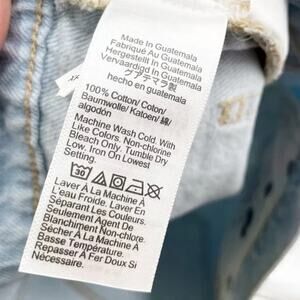 Made In Guatemala
Fabriqué Au Guatemala
Hergestellt In Guatemala
Vervaardigd In Guatemala
グアテマラ製
hecho en guatemala
100% Cotton/ Coton/
Baumwolle/ Katoen/ 綿/
algodón
Machine Wash Cold. With
Like Colors. Non-chlorine
Bleach Only. Tumble Dry
Low. Iron On Lowest
Setting.
30
Laver À La Machine À
L'eau Froide. Laver À
Séparant Les Couleurs.
Seulement Agent De
Blanchiment Non-Chlore.
Sécher À La Machine À
Basse Température.
Repasser À Fer Doux Si
Nécessaire.